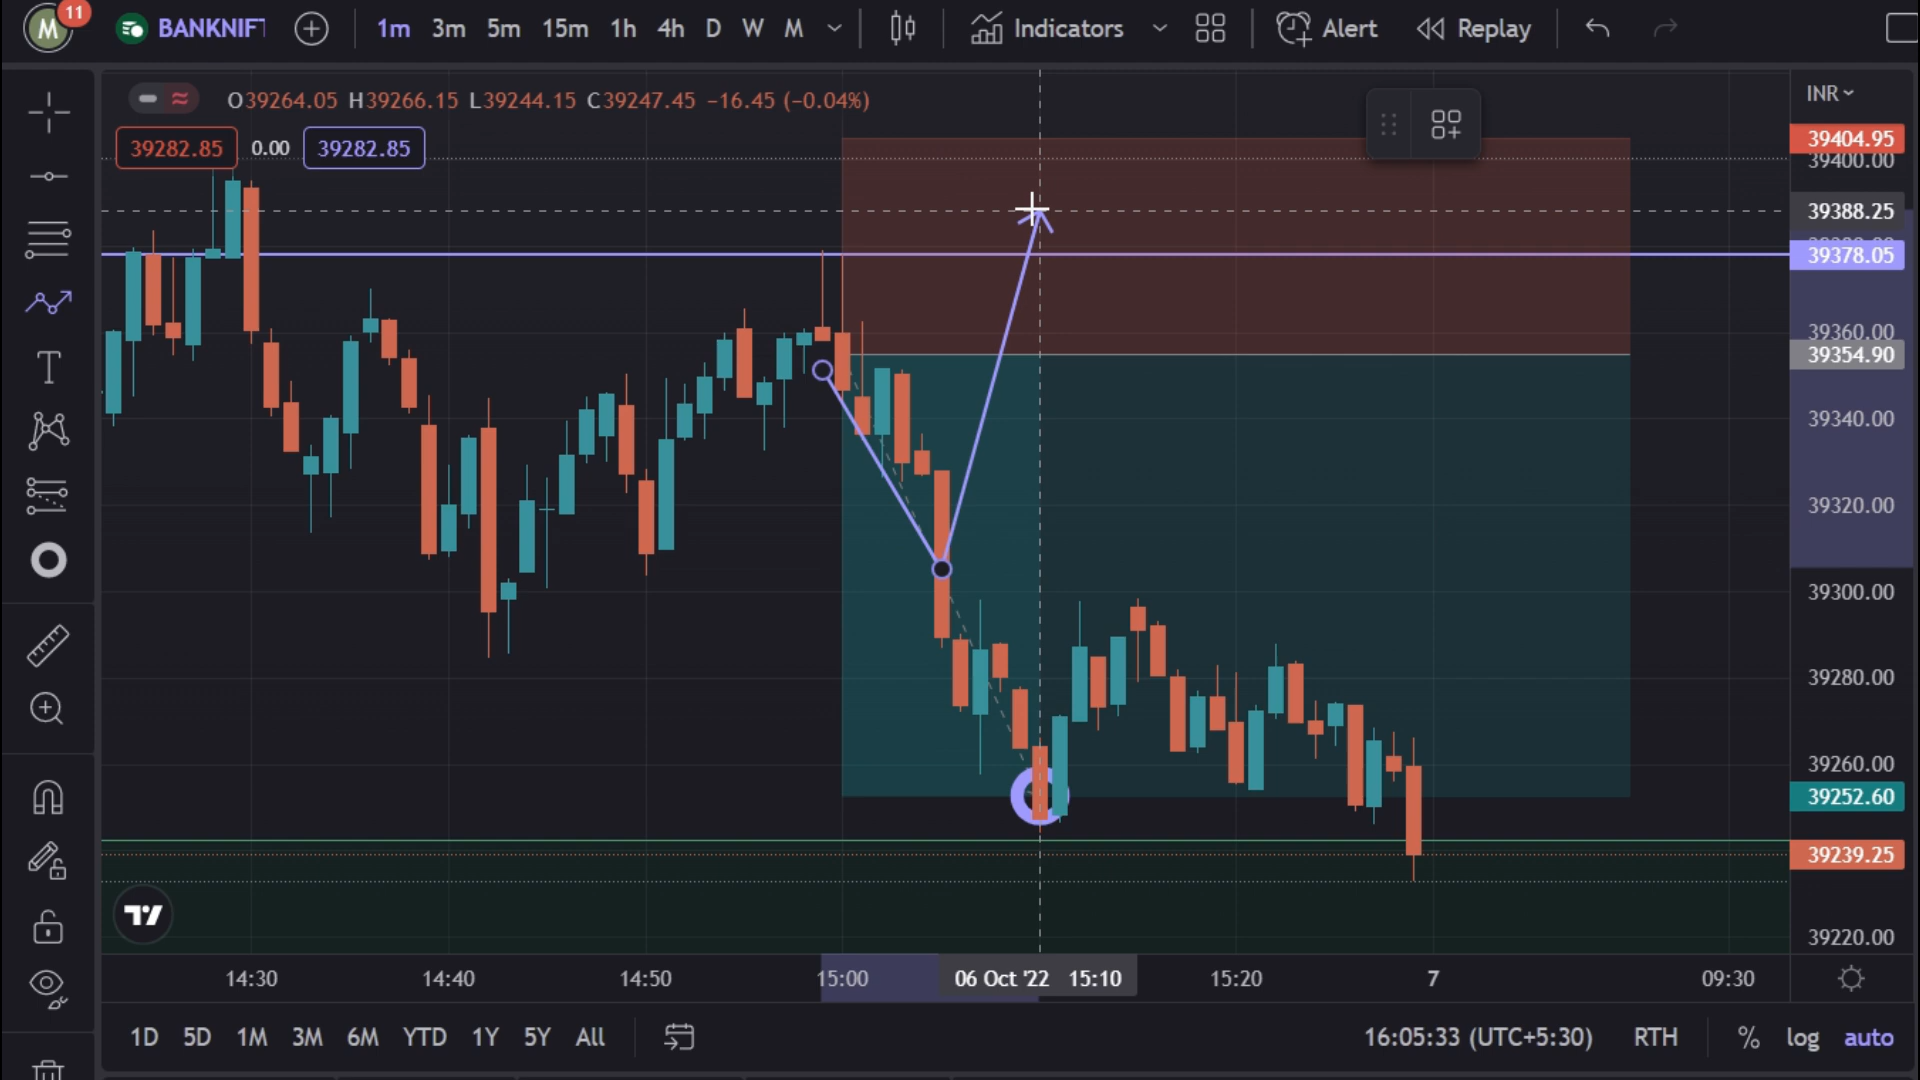 M 11 BANKNIFT 1m 3m 5m 15m 1h 4h D W M Indicators Alert Replay
O39264.05 H39266.15 L39244.15 C39247.45 −16.45 (−0.04%)
INR
39282.85 0.00 39282.85
39404.95
39400.00
39388.25
39378.05
39360.00
39354.90
39340.00
39320.00
39300.00
39280.00
39260.00
39252.60
39239.25
39220.00
14:30 14:40 14:50 15:00 06 Oct '22 15:10 15:20 7 09:30
1D 5D 1M 3M 6M YTD 1Y 5Y All 16:05:33 (UTC+5:30) RTH % log auto